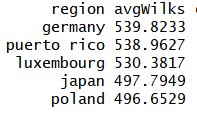 region avgWilks
germany 539.8233
puerto rico 538.9627
luxembourg 530.3817
japan 497.7949
poland 496.6529